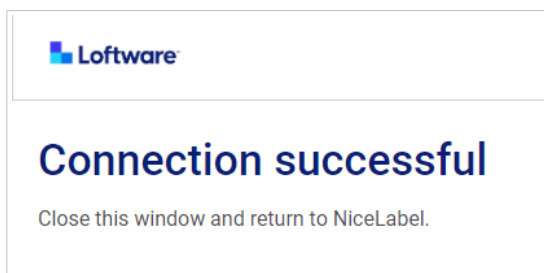 Loftware
Connection successful
Close this window and return to NiceLabel.